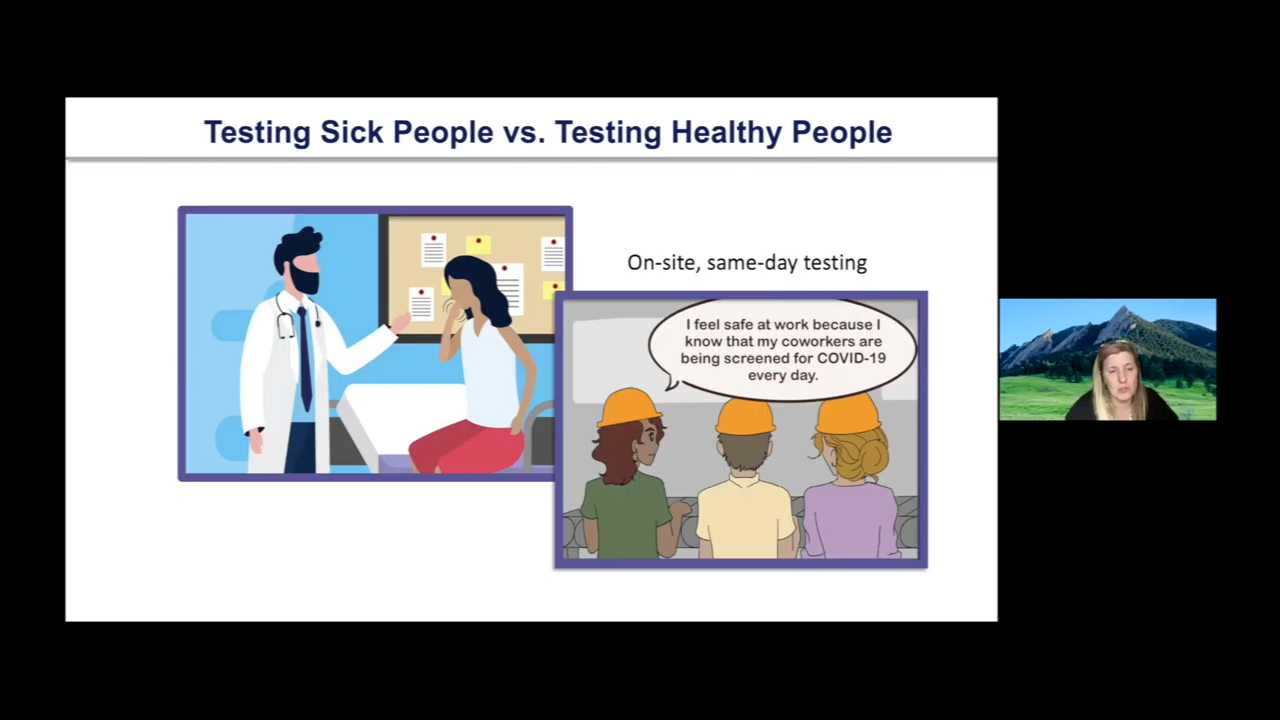 Testing Sick People vs. Testing Healthy People
On-site, same-day testing
I feel safe at work because I
know that my coworkers are
being screened for COVID-19
every day.